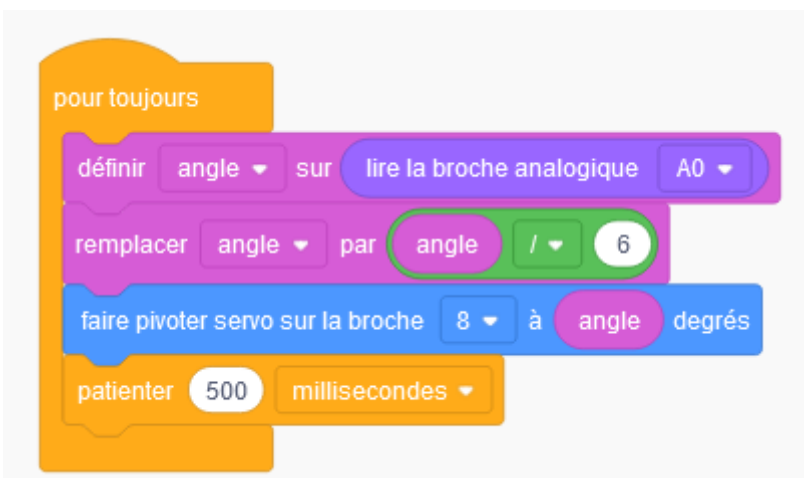 pour toujours
définir angle sur lire la broche analogique A0
remplacer angle par angle / 6
faire pivoter servo sur la broche 8 à angle degrés
patienter 500 millisecondes